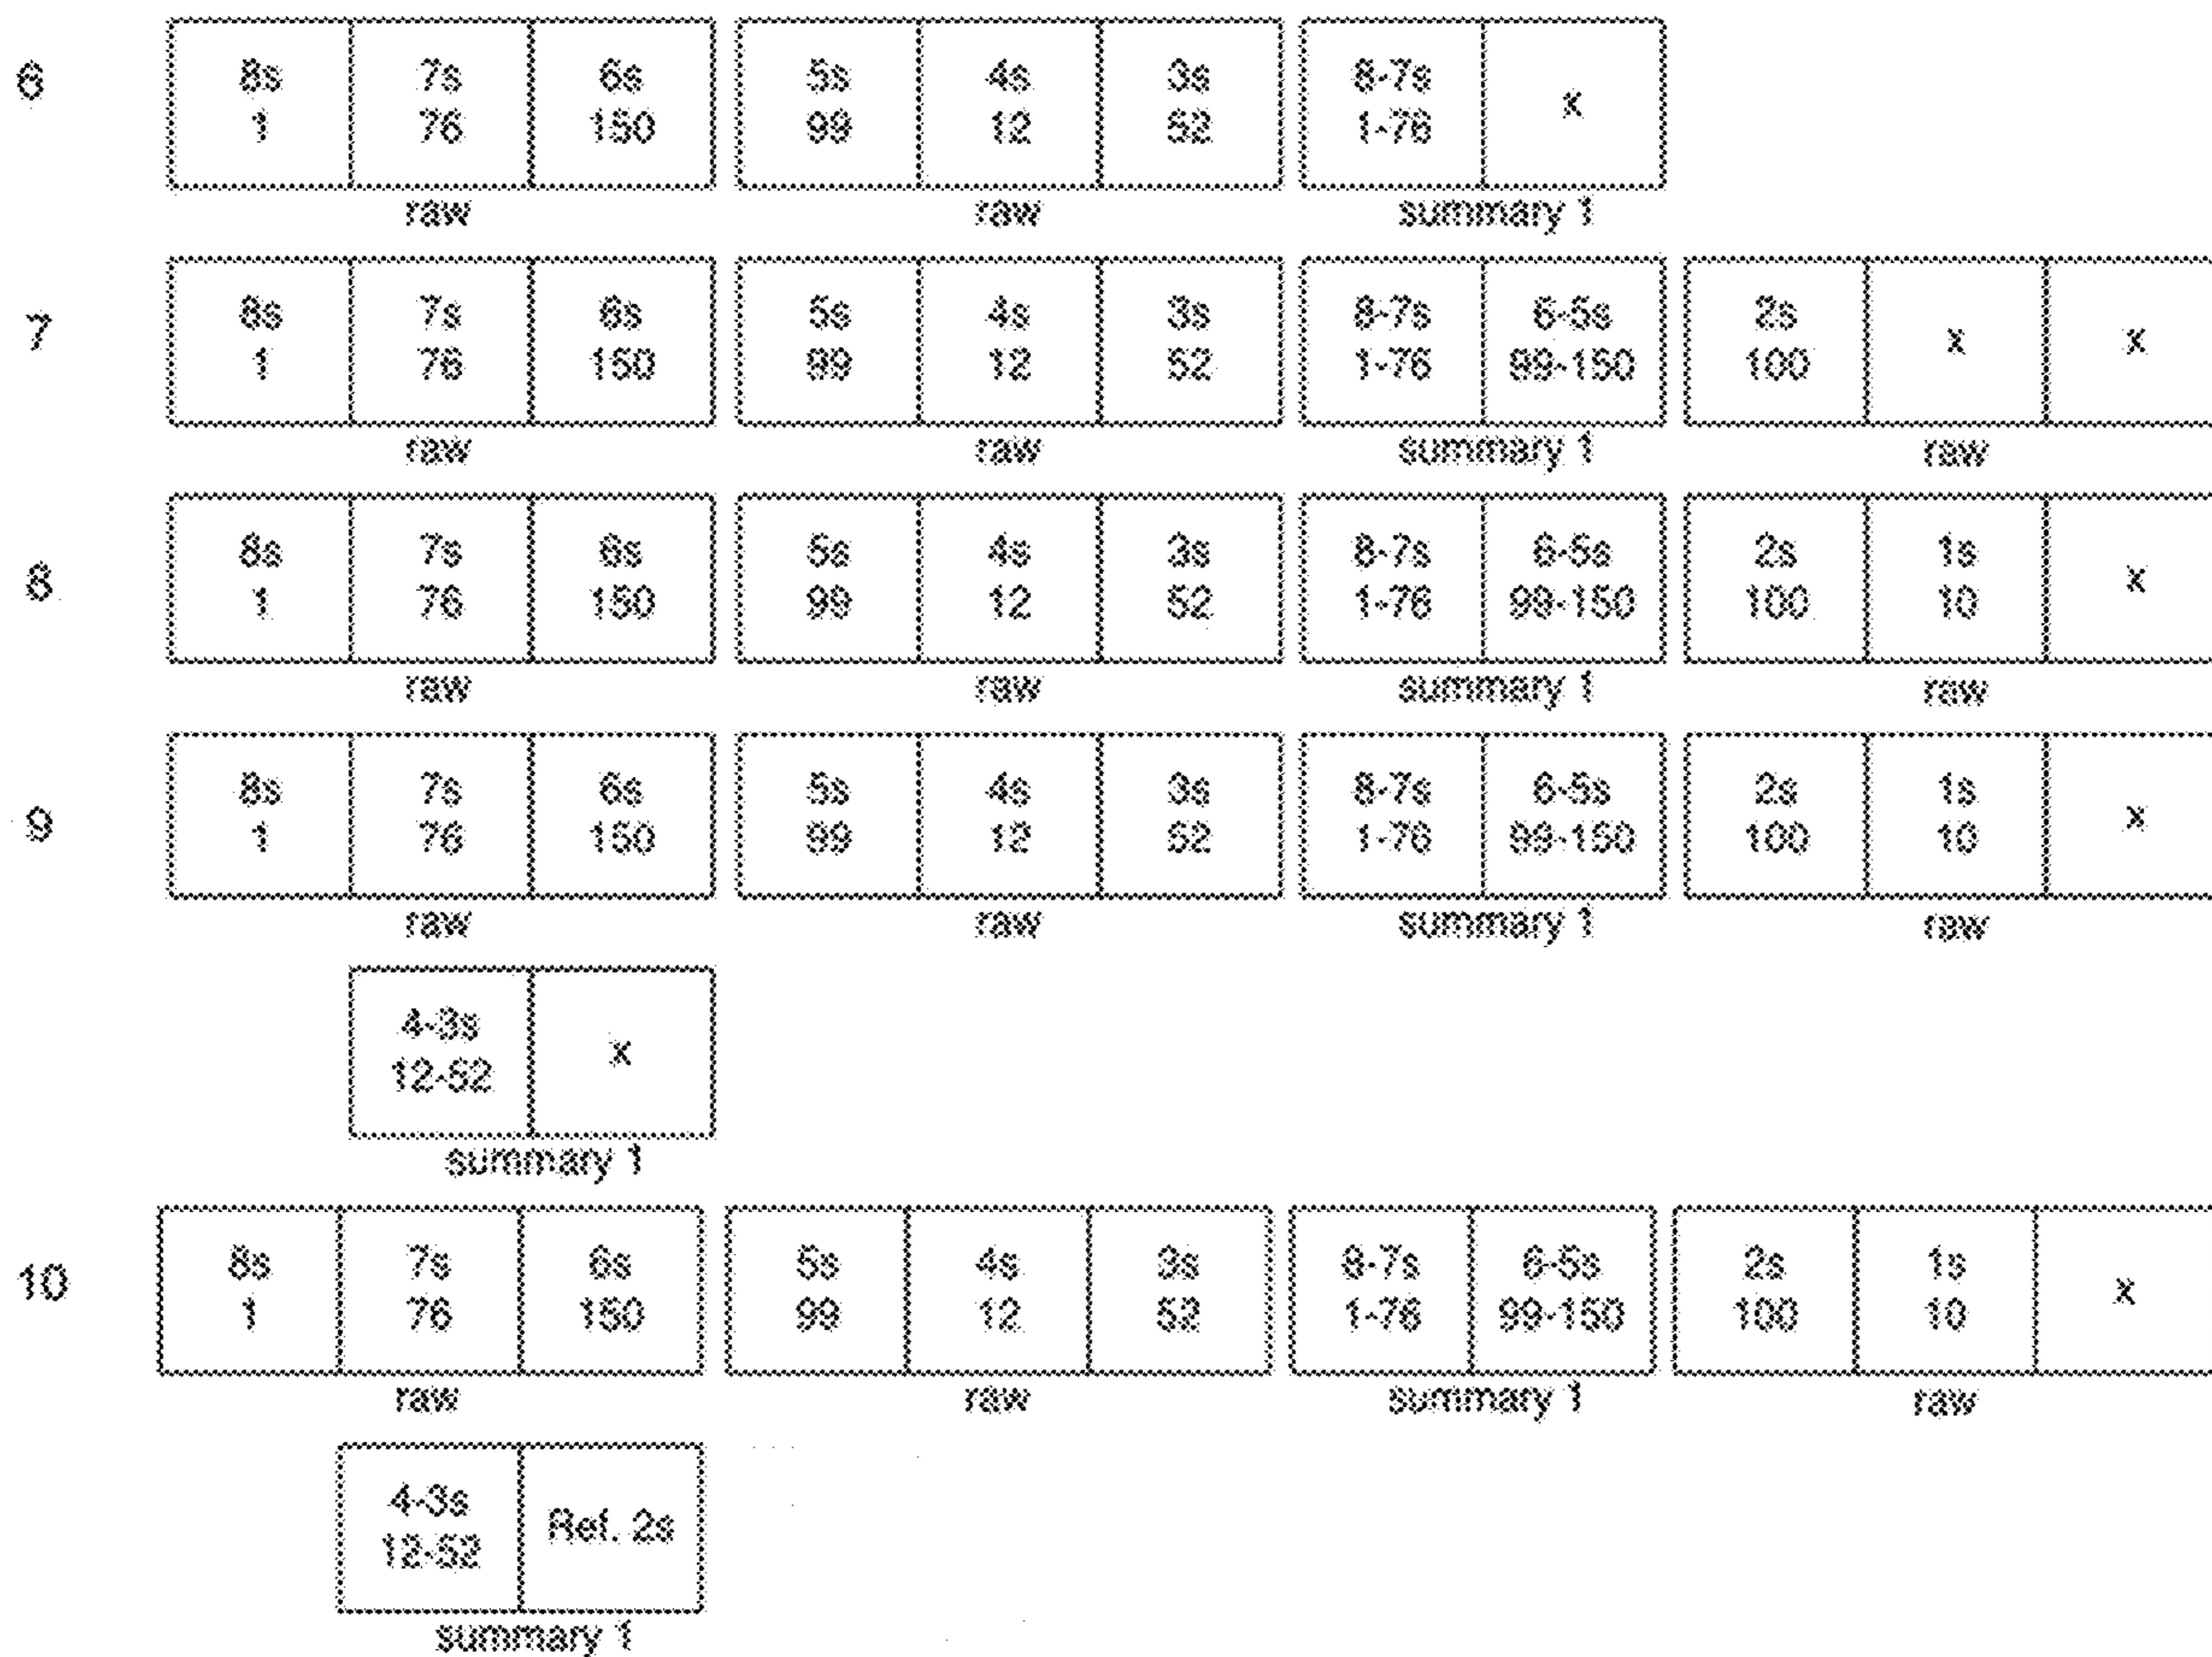 6
8s 7s 6s 5s 4s 3s 8-7s x
1 76 150 99 12 52 1-76
raw raw summary 1
7
8s 7s 6s 5s 4s 3s 8-7s 6-5s 2s x x
1 76 150 99 12 52 1-76 99-150 100
raw raw summary 1 raw
8
8s 7s 6s 5s 4s 3s 8-7s 6-5s 2s 1s x
1 76 150 99 12 52 1-76 99-150 100 10
raw raw summary 1 raw
9
8s 7s 6s 5s 4s 3s 8-7s 6-5s 2s 1s x
1 76 150 99 12 52 1-76 99-150 100 10
raw raw summary 1 raw
4-3s x
12-52
summary 1
10
8s 7s 6s 5s 4s 3s 8-7s 6-5s 2s 1s x
1 76 150 99 12 52 1-76 99-150 100 10
raw raw summary 1 raw
4-3s Ref. 2s
12-52
summary 1